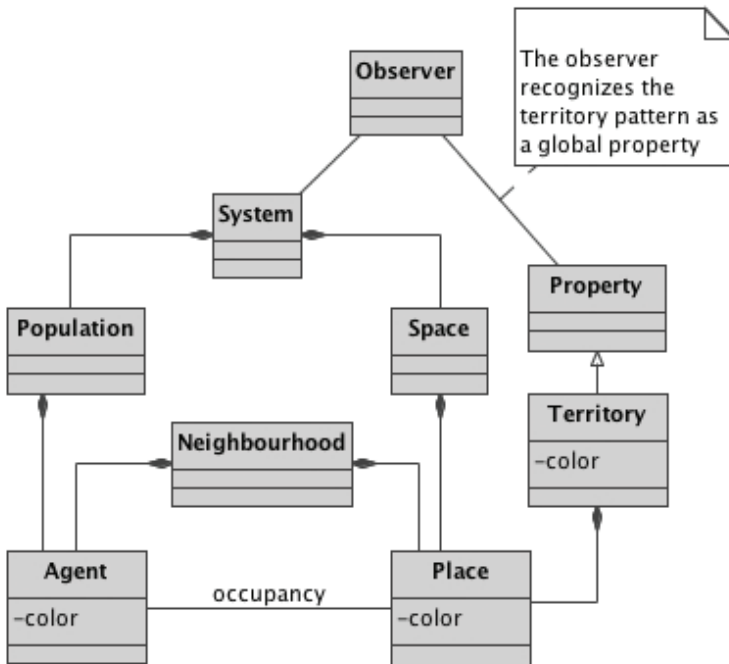 Observer
The observer
recognizes the
territory pattern as
a global property
System
Property
Population
Space
Territory
-color
Neighbourhood
Agent
-color
occupancy
Place
-color